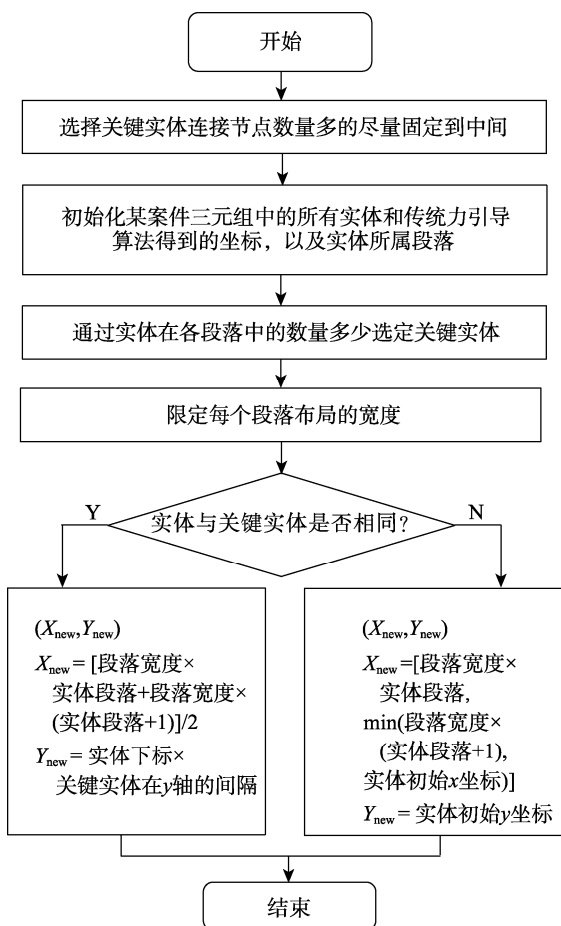 开始
选择关键实体连接节点数量多的尽量固定到中间
初始化某案件三元组中的所有实体和传统力引导
算法得到的坐标，以及实体所属段落
通过实体在各段落中的数量多少选定关键实体
限定每个段落布局的宽度
实体与关键实体是否相同?
Y
N
(Xnew,Ynew)
Xnew= [段落宽度×
实体段落+段落宽度×
(实体段落+1)]/2
Ynew= 实体下标×
关键实体在y轴的间隔
(Xnew,Ynew)
Xnew=[段落宽度×
实体段落,
min(段落宽度×
(实体段落+1),
实体初始x坐标)]
Ynew= 实体初始y坐标
结束